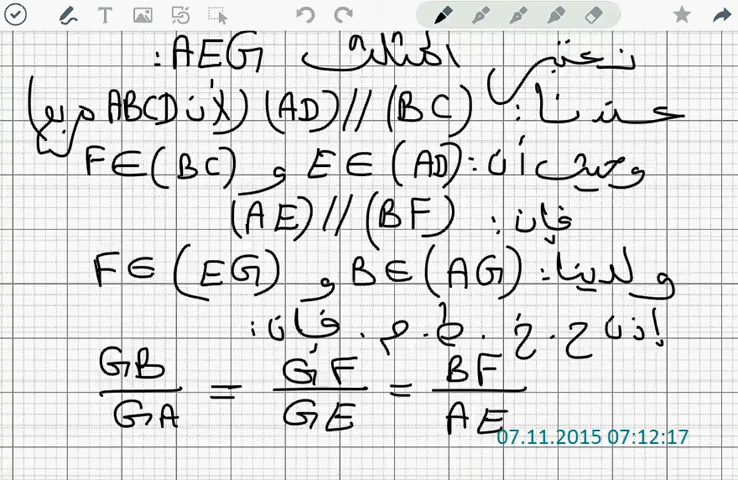 نعتبر المثلث AEG:
عندنا: (AD)//(BC) (لأن ABCD مربع)
وحيث أن: E∈(AD) و F∈(BC)
فإن: (AE)//(BF)
ولدينا: B∈(AG) و F∈(EG)
إذن ح. خ. ط. م. فإن:
GB/GA = GF/GE = BF/AE
07.11.2015 07:12:17